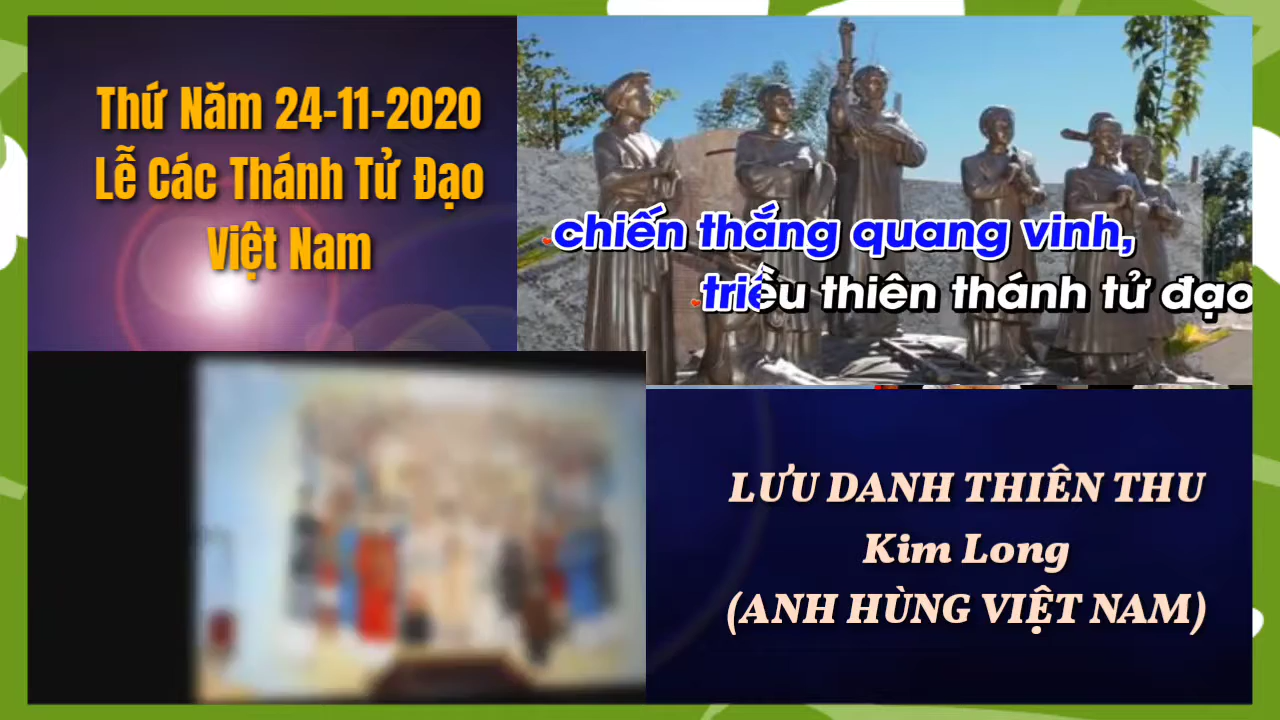 Thứ Năm 24-11-2020
Lễ Các Thánh Tử Đạo
Việt Nam
chiến thắng quang vinh,
triều thiên thánh tử đạo
LƯU DANH THIÊN THU
Kim Long
(ANH HÙNG VIỆT NAM)